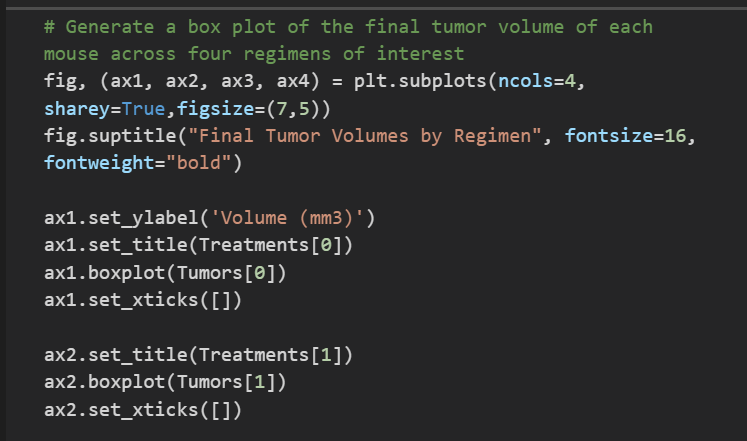 # Generate a box plot of the final tumor volume of each
mouse across four regimens of interest
fig, (ax1, ax2, ax3, ax4) = plt.subplots(ncols=4,
sharey=True,figsize=(7,5))
fig.suptitle("Final Tumor Volumes by Regimen", fontsize=16,
fontweight="bold")

ax1.set_ylabel('Volume (mm3)')
ax1.set_title(Treatments[0])
ax1.boxplot(Tumors[0])
ax1.set_xticks([])

ax2.set_title(Treatments[1])
ax2.boxplot(Tumors[1])
ax2.set_xticks([])